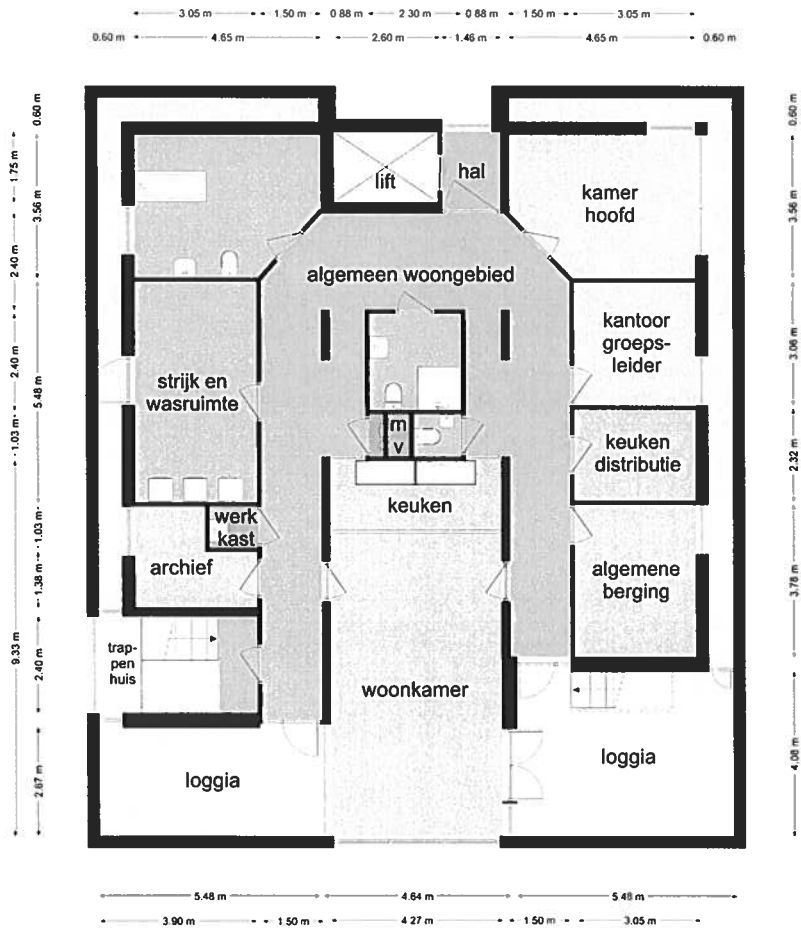 3.05 m 1.50 m 0.88 m 2.30 m 0.88 m 1.50 m 3.05 m
0.60 m 4.65 m 2.60 m 1.46 m 4.65 m 0.60 m
0.60 m
1.75 m
3.56 m
2.40 m
2.40 m
5.48 m
1.03 m
1.03 m
1.38 m
9.33 m
2.40 m
2.67 m
lift
hal
kamer
hoofd
algemeen woongebied
kantoor
groeps-
leider
strijk en
wasruimte
m
v
keuken
distributie
keuken
werk
kast
archief
algemene
berging
trap-
pen
huis
woonkamer
loggia
loggia
0.60 m
0.60 m
3.56 m
3.56 m
3.06 m
2.32 m
3.78 m
4.08 m
5.48 m 4.64 m 5.48 m
3.90 m 1.50 m 4.27 m 1.50 m 3.05 m